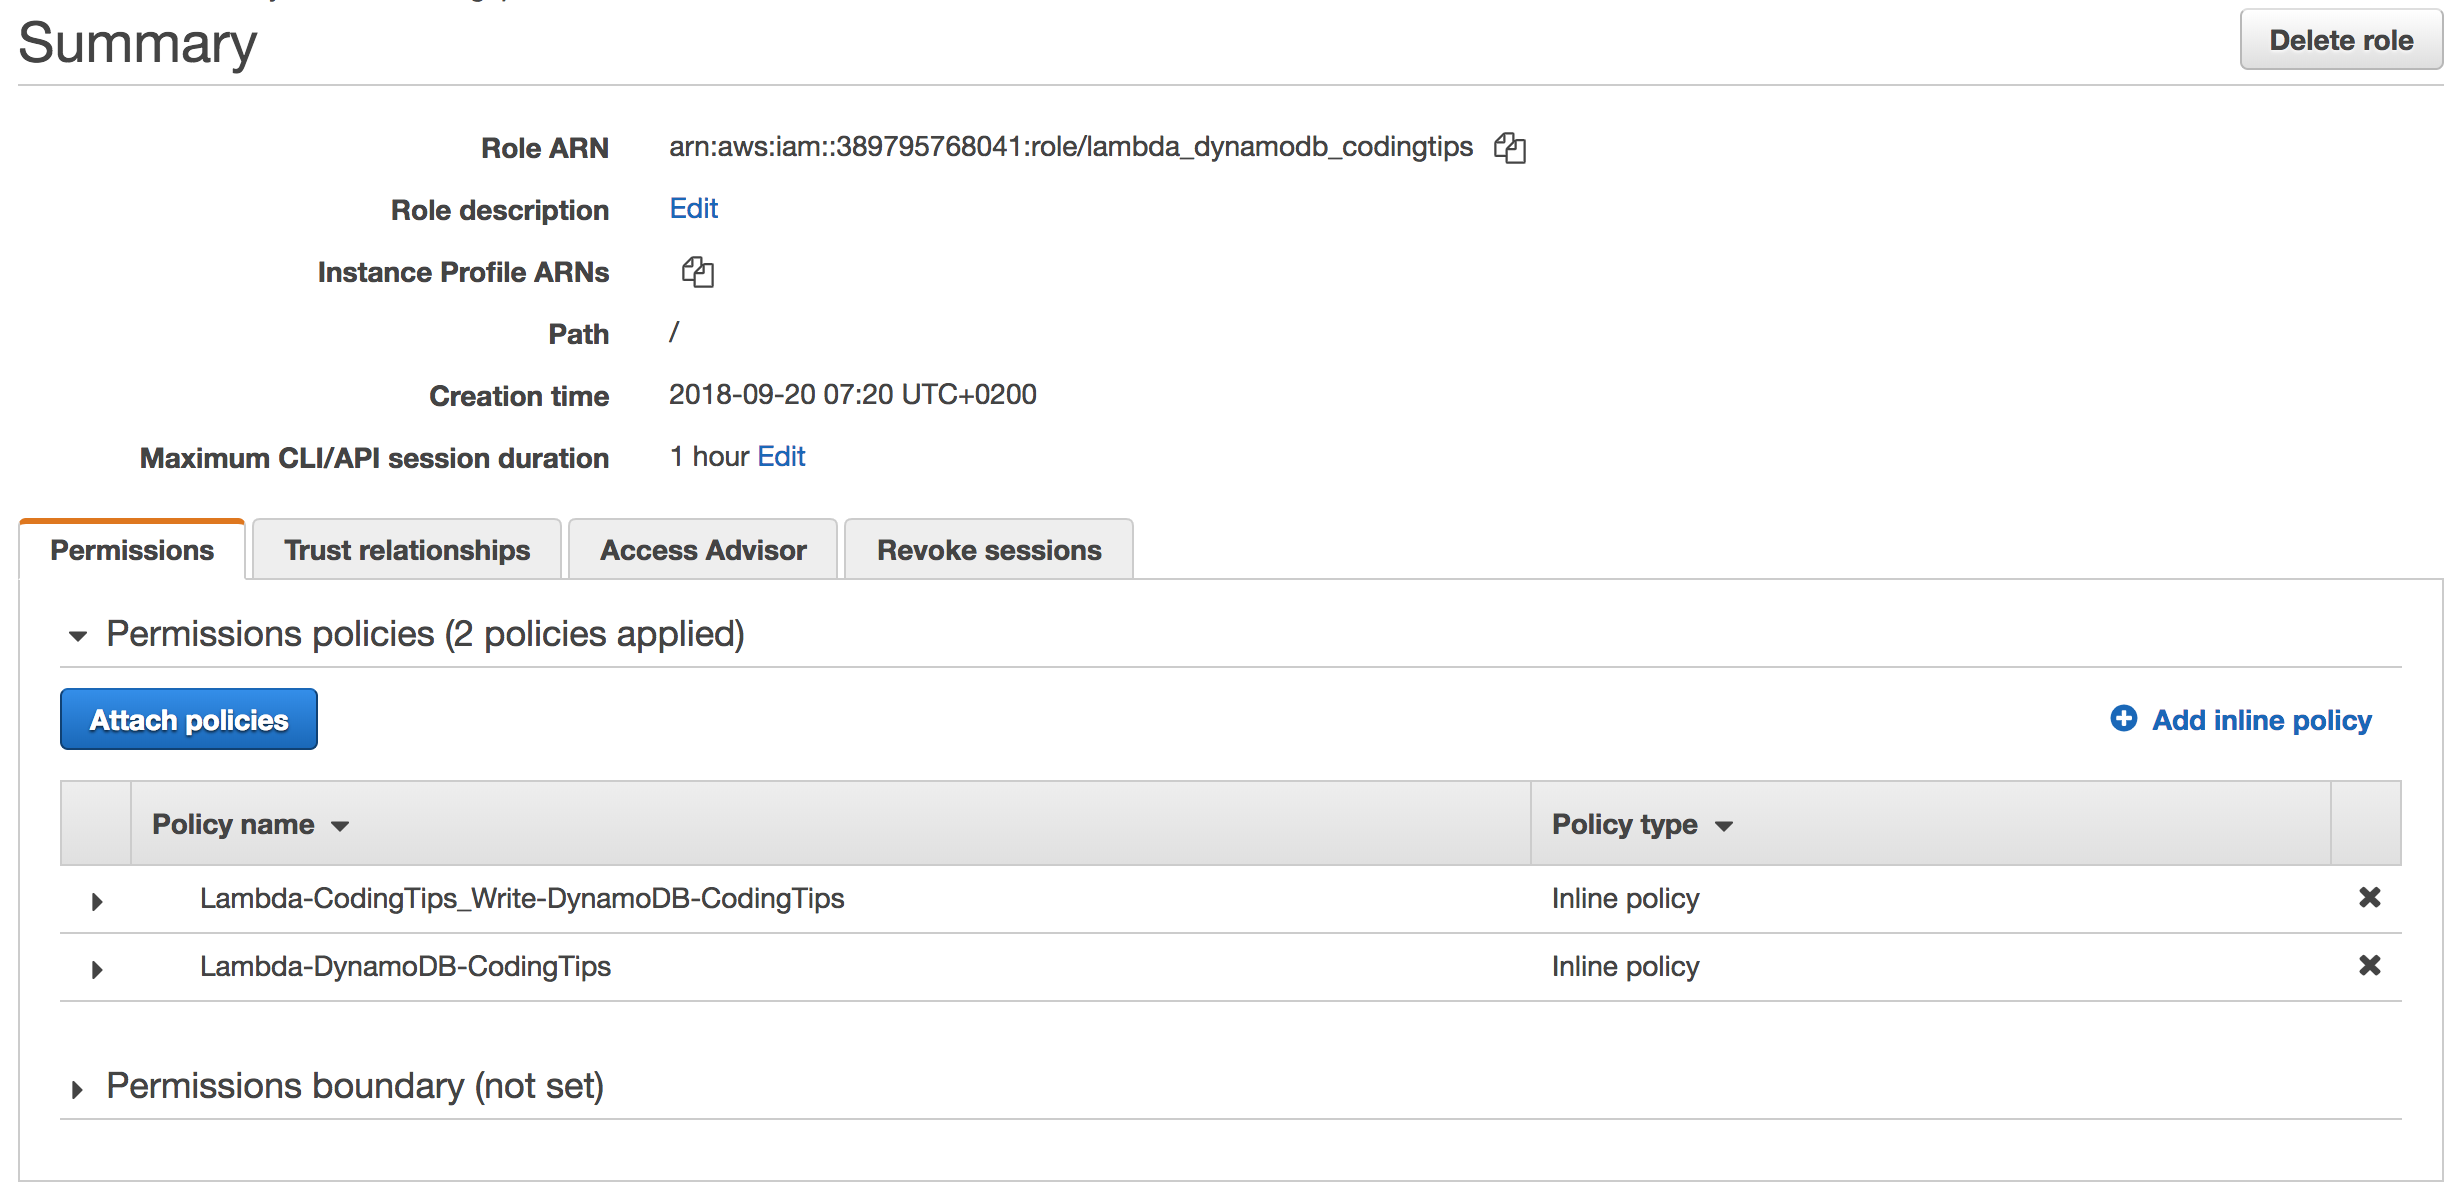 Summary
Delete role
Role ARN arn:aws:iam::389795768041:role/lambda_dynamodb_codingtips
Role description Edit
Instance Profile ARNs
Path /
Creation time 2018-09-20 07:20 UTC+0200
Maximum CLI/API session duration 1 hour Edit
Permissions Trust relationships Access Advisor Revoke sessions
Permissions policies (2 policies applied)
Attach policies Add inline policy
Policy name Policy type
Lambda-CodingTips_Write-DynamoDB-CodingTips Inline policy
Lambda-DynamoDB-CodingTips Inline policy
Permissions boundary (not set)